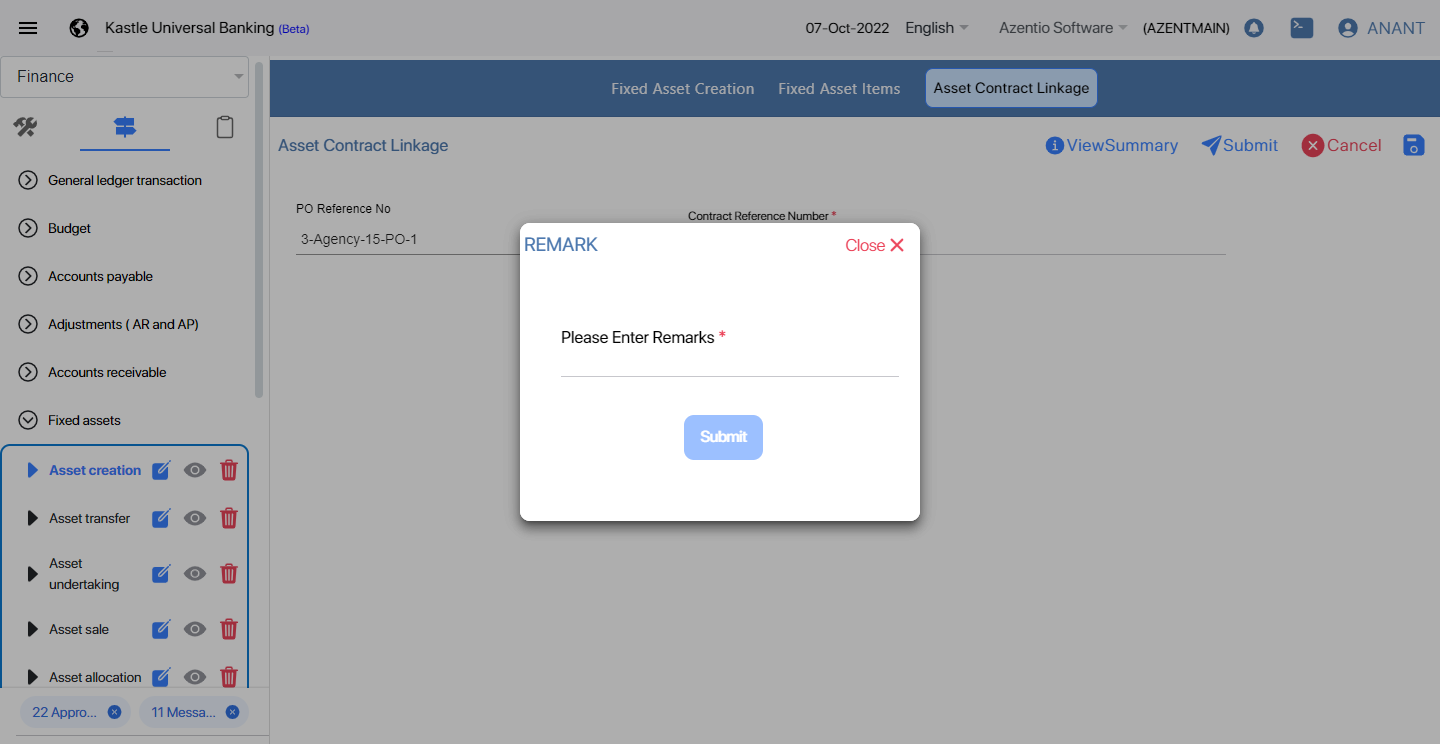 Kastle Universal Banking (Beta)
07-Oct-2022
English
Azentio Software
(AZENTMAIN)
ANANT
Finance
Fixed Asset Creation
Fixed Asset Items
Asset Contract Linkage
Asset Contract Linkage
ViewSummary
Submit
Cancel
General ledger transaction
Budget
Accounts payable
Adjustments ( AR and AP)
Accounts receivable
Fixed assets
Asset creation
Asset transfer
Asset
undertaking
Asset sale
Asset allocation
22 Appro...
11 Messa...
PO Reference No
3-Agency-15-PO-1
Contract Reference Number *
REMARK
Close
Please Enter Remarks *
Submit